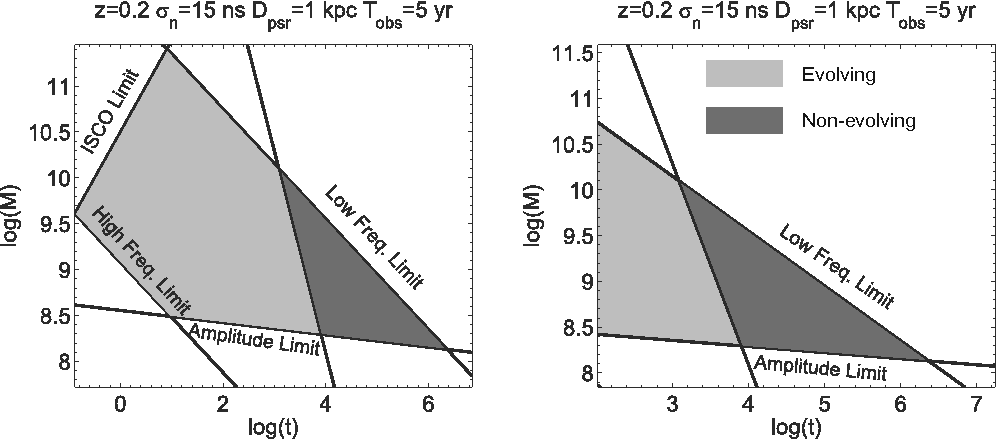 z=0.2 σn=15 ns Dpsr=1 kpc Tobs=5 yr
11
10.5
10
9.5
9
8.5
8
log(M)
0
2
4
6
log(t)
ISCO Limit
High Freq. Limit
Low Freq. Limit
Amplitude Limit
z=0.2 σn=15 ns Dpsr=1 kpc Tobs=5 yr
11.5
11
10.5
10
9.5
9
8.5
8
log(M)
3
4
5
6
7
log(t)
Evolving
Non-evolving
Low Freq. Limit
Amplitude Limit